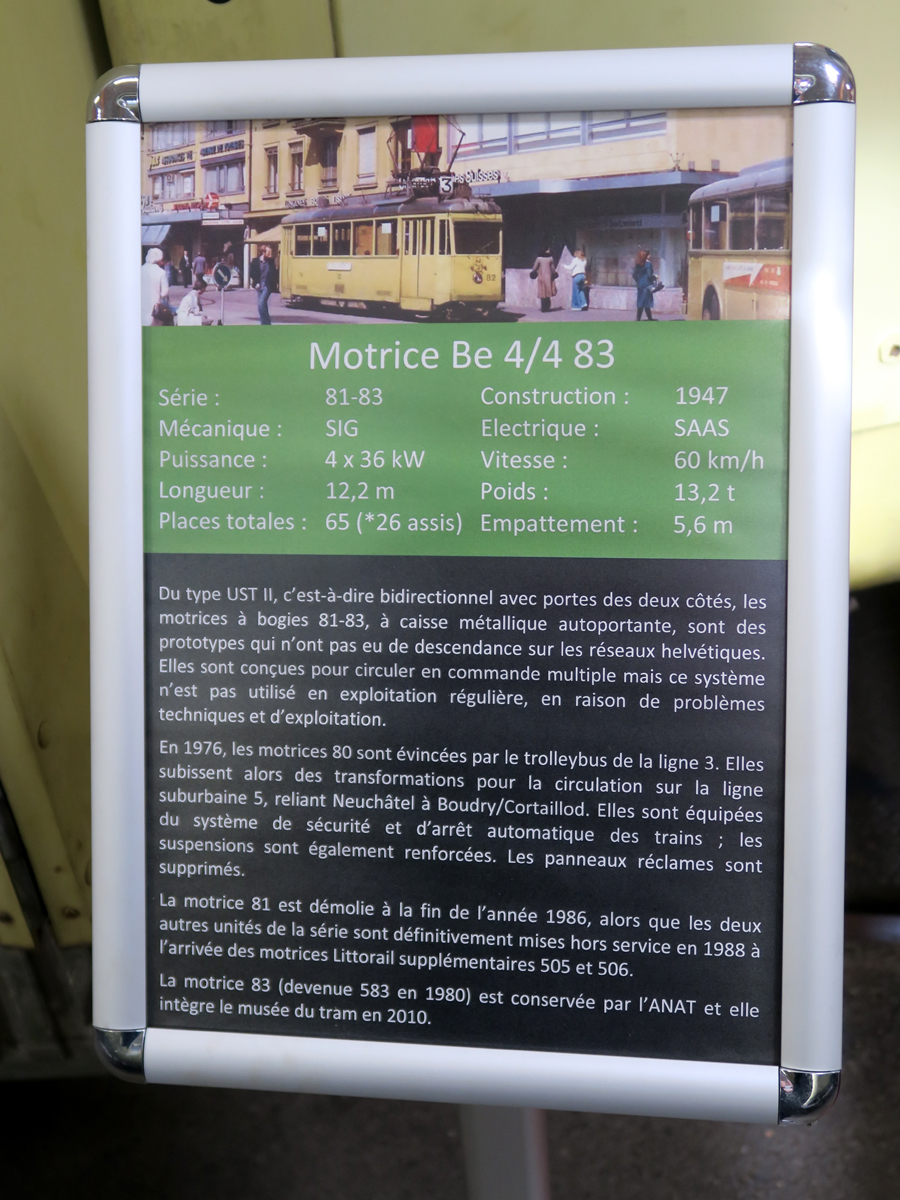 3
82
Motrice Be 4/4 83
Série : 81-83 Construction : 1947
Mécanique : SIG Electrique : SAAS
Puissance : 4 x 36 kW Vitesse : 60 km/h
Longueur : 12,2 m Poids : 13,2 t
Places totales : 65 (*26 assis) Empattement : 5,6 m
Du type UST II, c'est-à-dire bidirectionnel avec portes des deux côtés, les
motrices à bogies 81-83, à caisse métallique autoportante, sont des
prototypes qui n'ont pas eu de descendance sur les réseaux helvétiques.
Elles sont conçues pour circuler en commande multiple mais ce système
n'est pas utilisé en exploitation régulière, en raison de problèmes
techniques et d'exploitation.
En 1976, les motrices 80 sont évincées par le trolleybus de la ligne 3. Elles
subissent alors des transformations pour la circulation sur la ligne
suburbaine 5, reliant Neuchâtel à Boudry/Cortaillod. Elles sont équipées
du système de sécurité et d'arrêt automatique des trains ; les
suspensions sont également renforcées. Les panneaux réclames sont
supprimés.
La motrice 81 est démolie à la fin de l'année 1986, alors que les deux
autres unités de la série sont définitivement mises hors service en 1988 à
l'arrivée des motrices Littorail supplémentaires 505 et 506.
La motrice 83 (devenue 583 en 1980) est conservée par l'ANAT et elle
intègre le musée du tram en 2010.